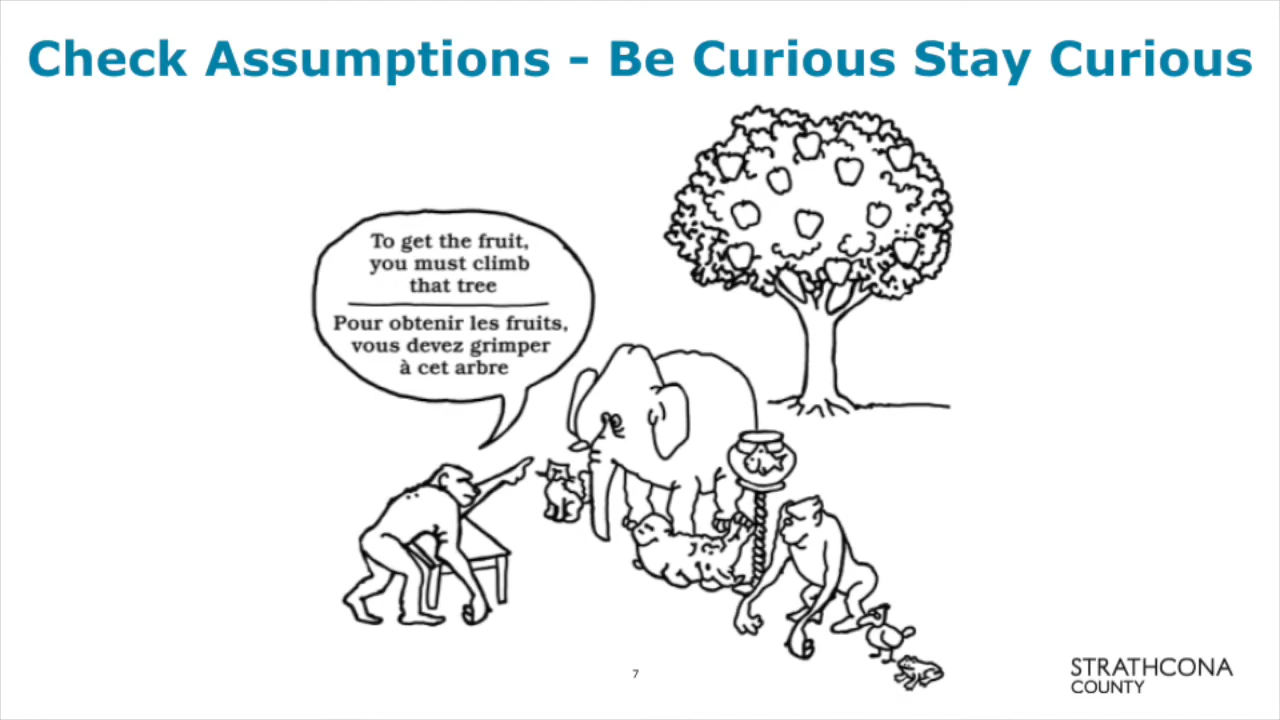 Check Assumptions - Be Curious Stay Curious
To get the fruit,
you must climb
that tree
Pour obtenir les fruits,
vous devez grimper
à cet arbre
7
STRATHCONA
COUNTY